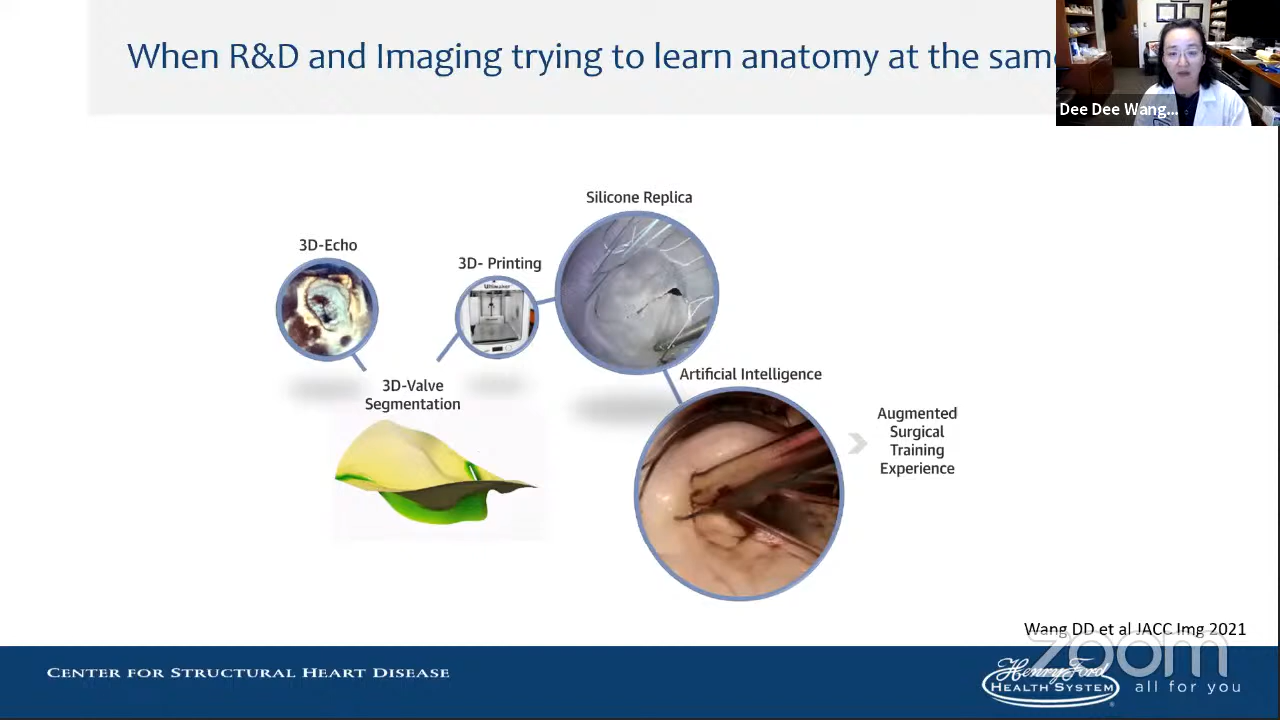 When R&D and Imaging trying to learn anatomy at the same
Dee Dee Wang...
Silicone Replica
3D-Echo
3D- Printing
Ultimaker
3D-Valve
Segmentation
Artificial Intelligence
Augmented
Surgical
Training
Experience
Wang DD et al JACC Img 2021
zoom
CENTER FOR STRUCTURAL HEART DISEASE
Henry Ford
HEALTH SYSTEM
all for you